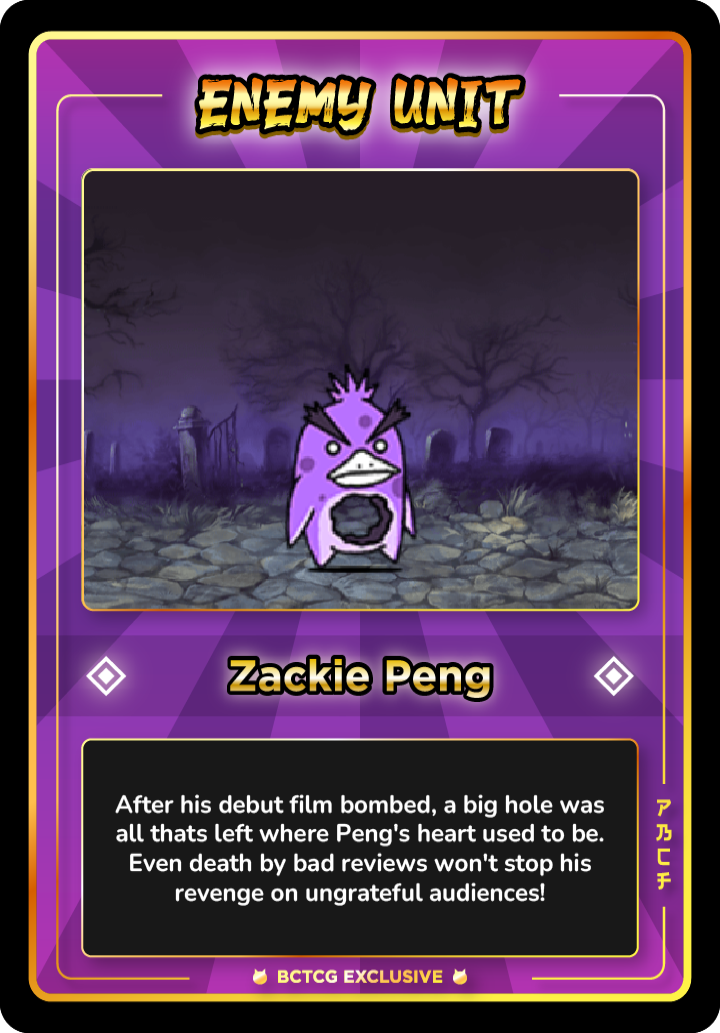 ENEMY UNIT
Zackie Peng
After his debut film bombed, a big hole was
all thats left where Peng's heart used to be.
Even death by bad reviews won't stop his
revenge on ungrateful audiences!
BCTCG EXCLUSIVE